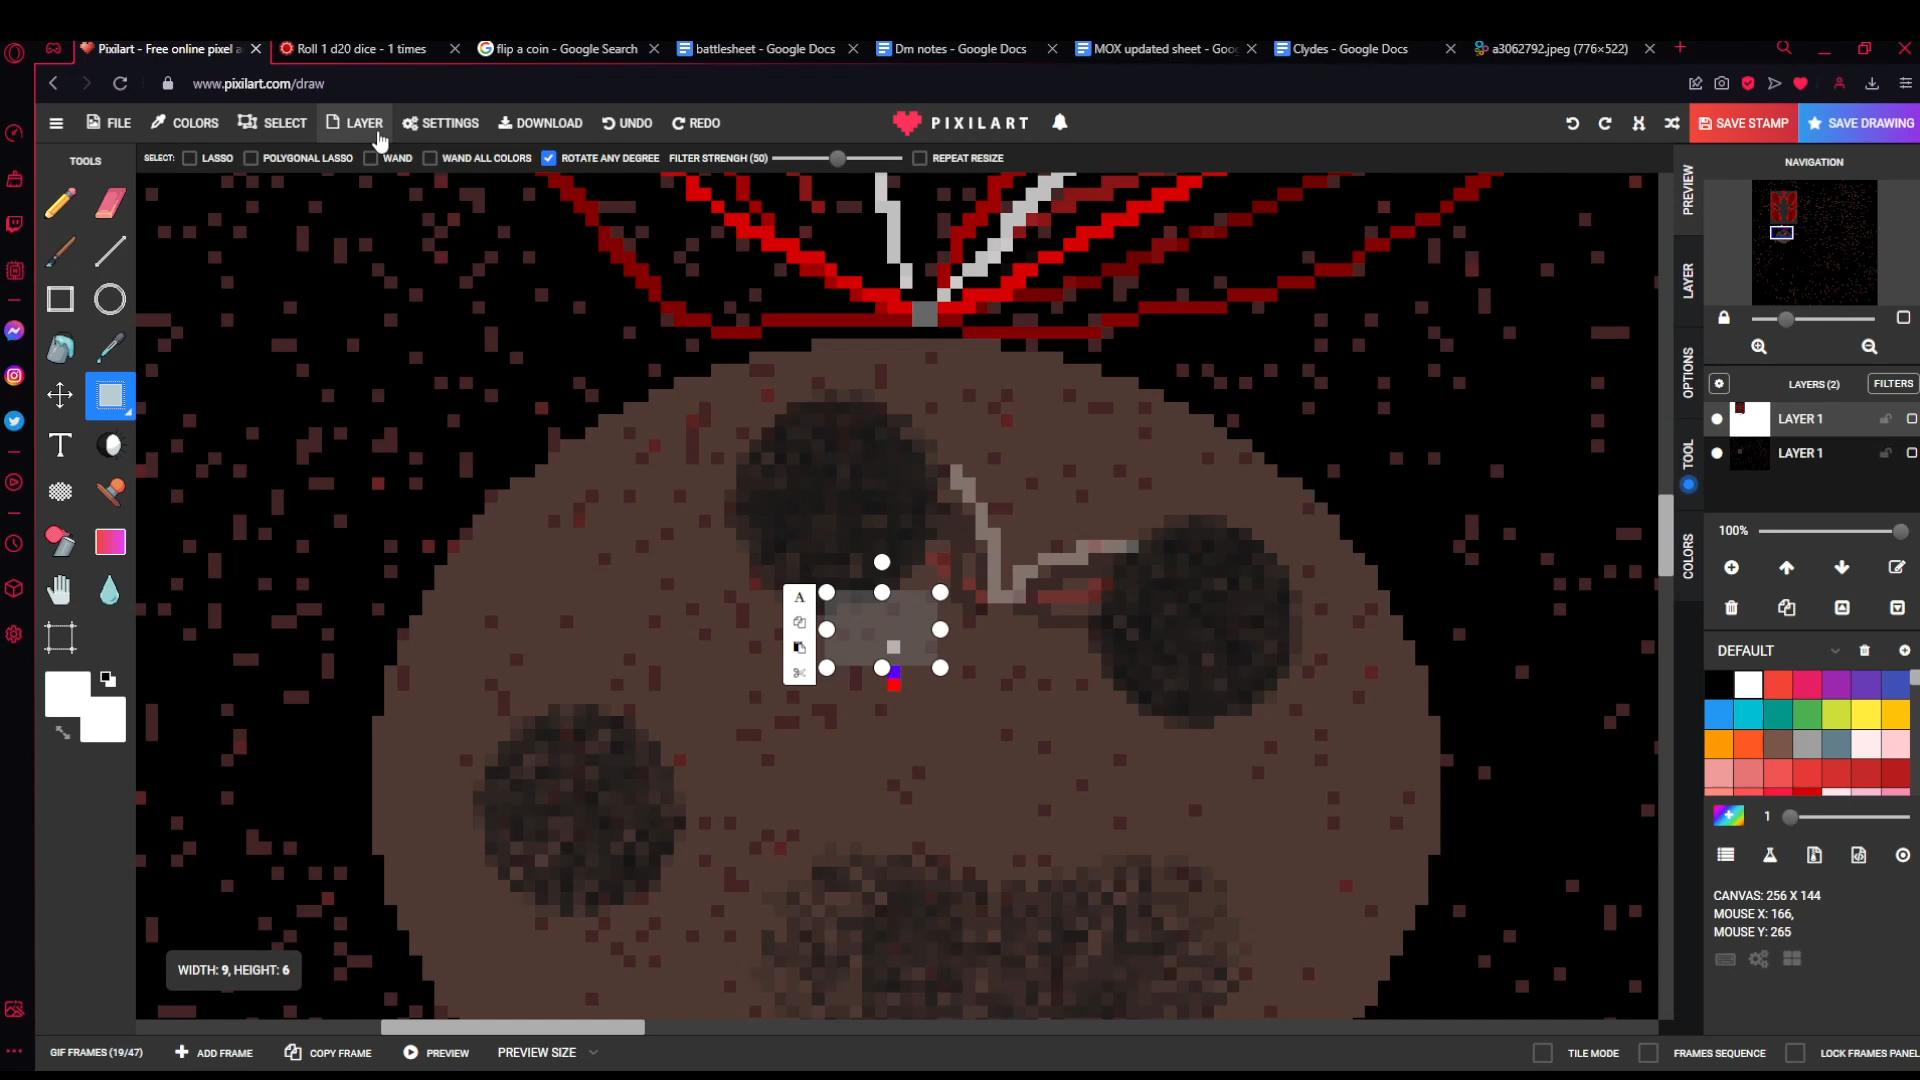 Pixilart - Free online pixel a
Roll 1 d20 dice - 1 times
flip a coin - Google Search
battlesheet - Google Docs
Dm notes - Google Docs
MOX updated sheet - Goo
Clydes - Google Docs
a3062792.jpeg (776×522)
www.pixilart.com/draw
FILE
COLORS
SELECT
LAYER
SETTINGS
DOWNLOAD
UNDO
REDO
PIXILART
SAVE STAMP
SAVE DRAWING
TOOLS
SELECT:
LASSO
POLYGONAL LASSO
WAND
WAND ALL COLORS
ROTATE ANY DEGREE
FILTER STRENGH (50)
REPEAT RESIZE
NAVIGATION
PREVIEW
LAYER
OPTIONS
TOOL
COLORS
LAYERS (2)
FILTERS
LAYER 1
LAYER 1
100%
DEFAULT
1
A
T
CANVAS: 256 X 144
MOUSE X: 166,
MOUSE Y: 265
WIDTH: 9, HEIGHT: 6
GIF FRAMES (19/47)
ADD FRAME
COPY FRAME
PREVIEW
PREVIEW SIZE
TILE MODE
FRAMES SEQUENCE
LOCK FRAMES PANEL